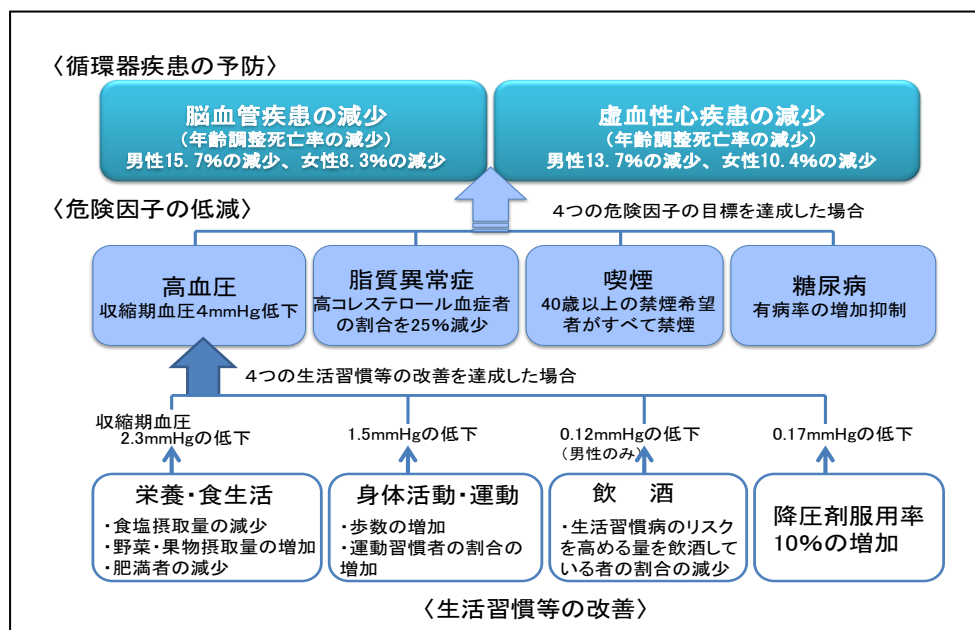 〈循環器疾患の予防〉
脳血管疾患の減少
(年齢調整死亡率の減少)
男性15.7%の減少、女性8.3%の減少
虚血性心疾患の減少
(年齢調整死亡率の減少)
男性13.7%の減少、女性10.4%の減少
〈危険因子の低減〉
4つの危険因子の目標を達成した場合
高血圧
収縮期血圧4mmHg低下
脂質異常症
高コレステロール血症者
の割合を25%減少
喫煙
40歳以上の禁煙希望
者がすべて禁煙
糖尿病
有病率の増加抑制
4つの生活習慣等の改善を達成した場合
収縮期血圧
2.3mmHgの低下
1.5mmHgの低下
0.12mmHgの低下
(男性のみ)
0.17mmHgの低下
栄養・食生活
・食塩摂取量の減少
・野菜・果物摂取量の増加
・肥満者の減少
身体活動・運動
・歩数の増加
・運動習慣者の割合の
増加
飲 酒
・生活習慣病のリスク
を高める量を飲酒して
いる者の割合の減少
降圧剤服用率
10%の増加
〈生活習慣等の改善〉